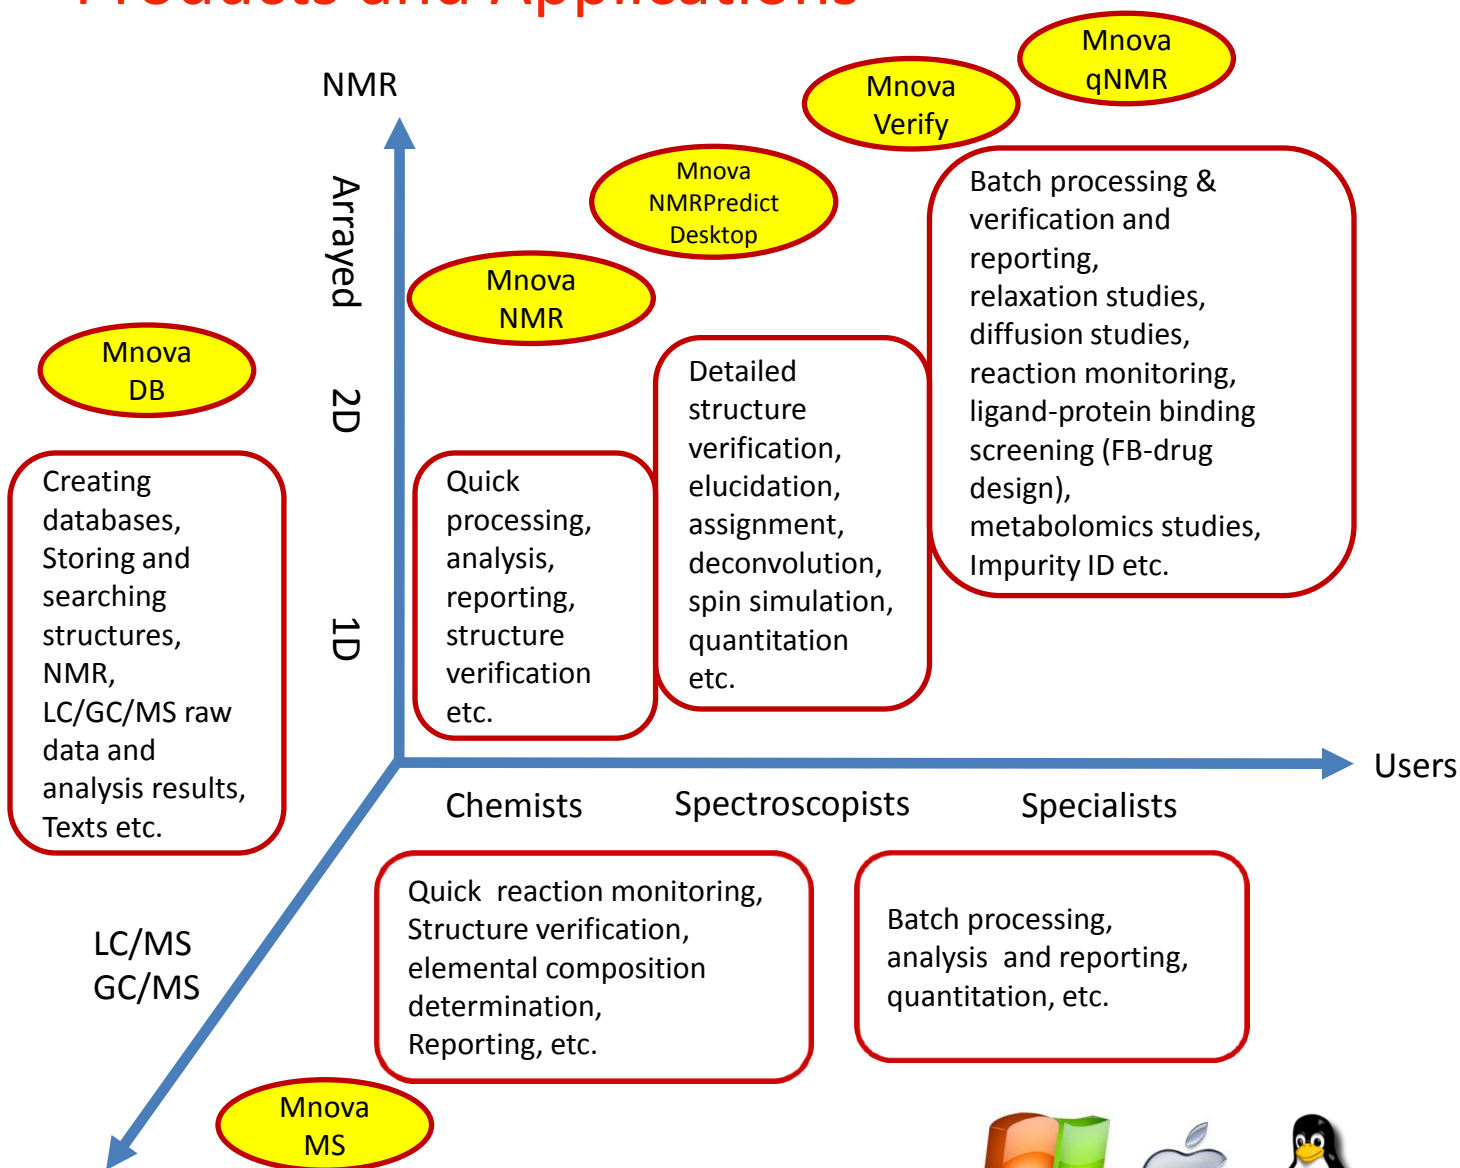 Products and Applications
NMR
Mnova
qNMR
Mnova
Verify
Mnova
NMRPredict
Desktop
Mnova
NMR
Mnova
DB
Arrayed
2D
1D
Batch processing &
verification and
reporting,
relaxation studies,
diffusion studies,
reaction monitoring,
ligand-protein binding
screening (FB-drug
design),
metabolomics studies,
Impurity ID etc.
Detailed
structure
verification,
elucidation,
assignment,
deconvolution,
spin simulation,
quantitation
etc.
Quick
processing,
analysis,
reporting,
structure
verification
etc.
Creating
databases,
Storing and
searching
structures,
NMR,
LC/GC/MS raw
data and
analysis results,
Texts etc.
Users
Chemists
Spectroscopists
Specialists
Quick  reaction monitoring,
Structure verification,
elemental composition
determination,
Reporting, etc.
Batch processing,
analysis  and reporting,
quantitation, etc.
LC/MS
GC/MS
Mnova
MS